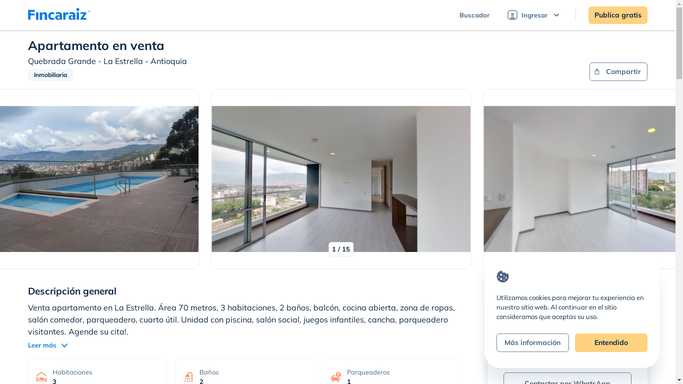 Fincaraiz
Buscador
Ingresar
Publica gratis
Apartamento en venta
Quebrada Grande - La Estrella - Antioquia
Inmobiliaria
Compartir
1 / 15
Descripción general
Venta apartamento en La Estrella. Área 70 metros, 3 habitaciones, 2 baños, balcón, cocina abierta, zona de ropas,
salón comedor, parqueadero, cuarto útil. Unidad con piscina, salón social, juegos infantiles, cancha, parqueadero
visitantes. Agende su cita!.
Leer más
Habitaciones
3
Baños
2
Parqueaderos
1
Utilizamos cookies para mejorar tu experiencia en
nuestro sitio web. Al continuar en el sitio
consideramos que aceptas su uso.
Más información
Entendido
Contactar por WhatsApp